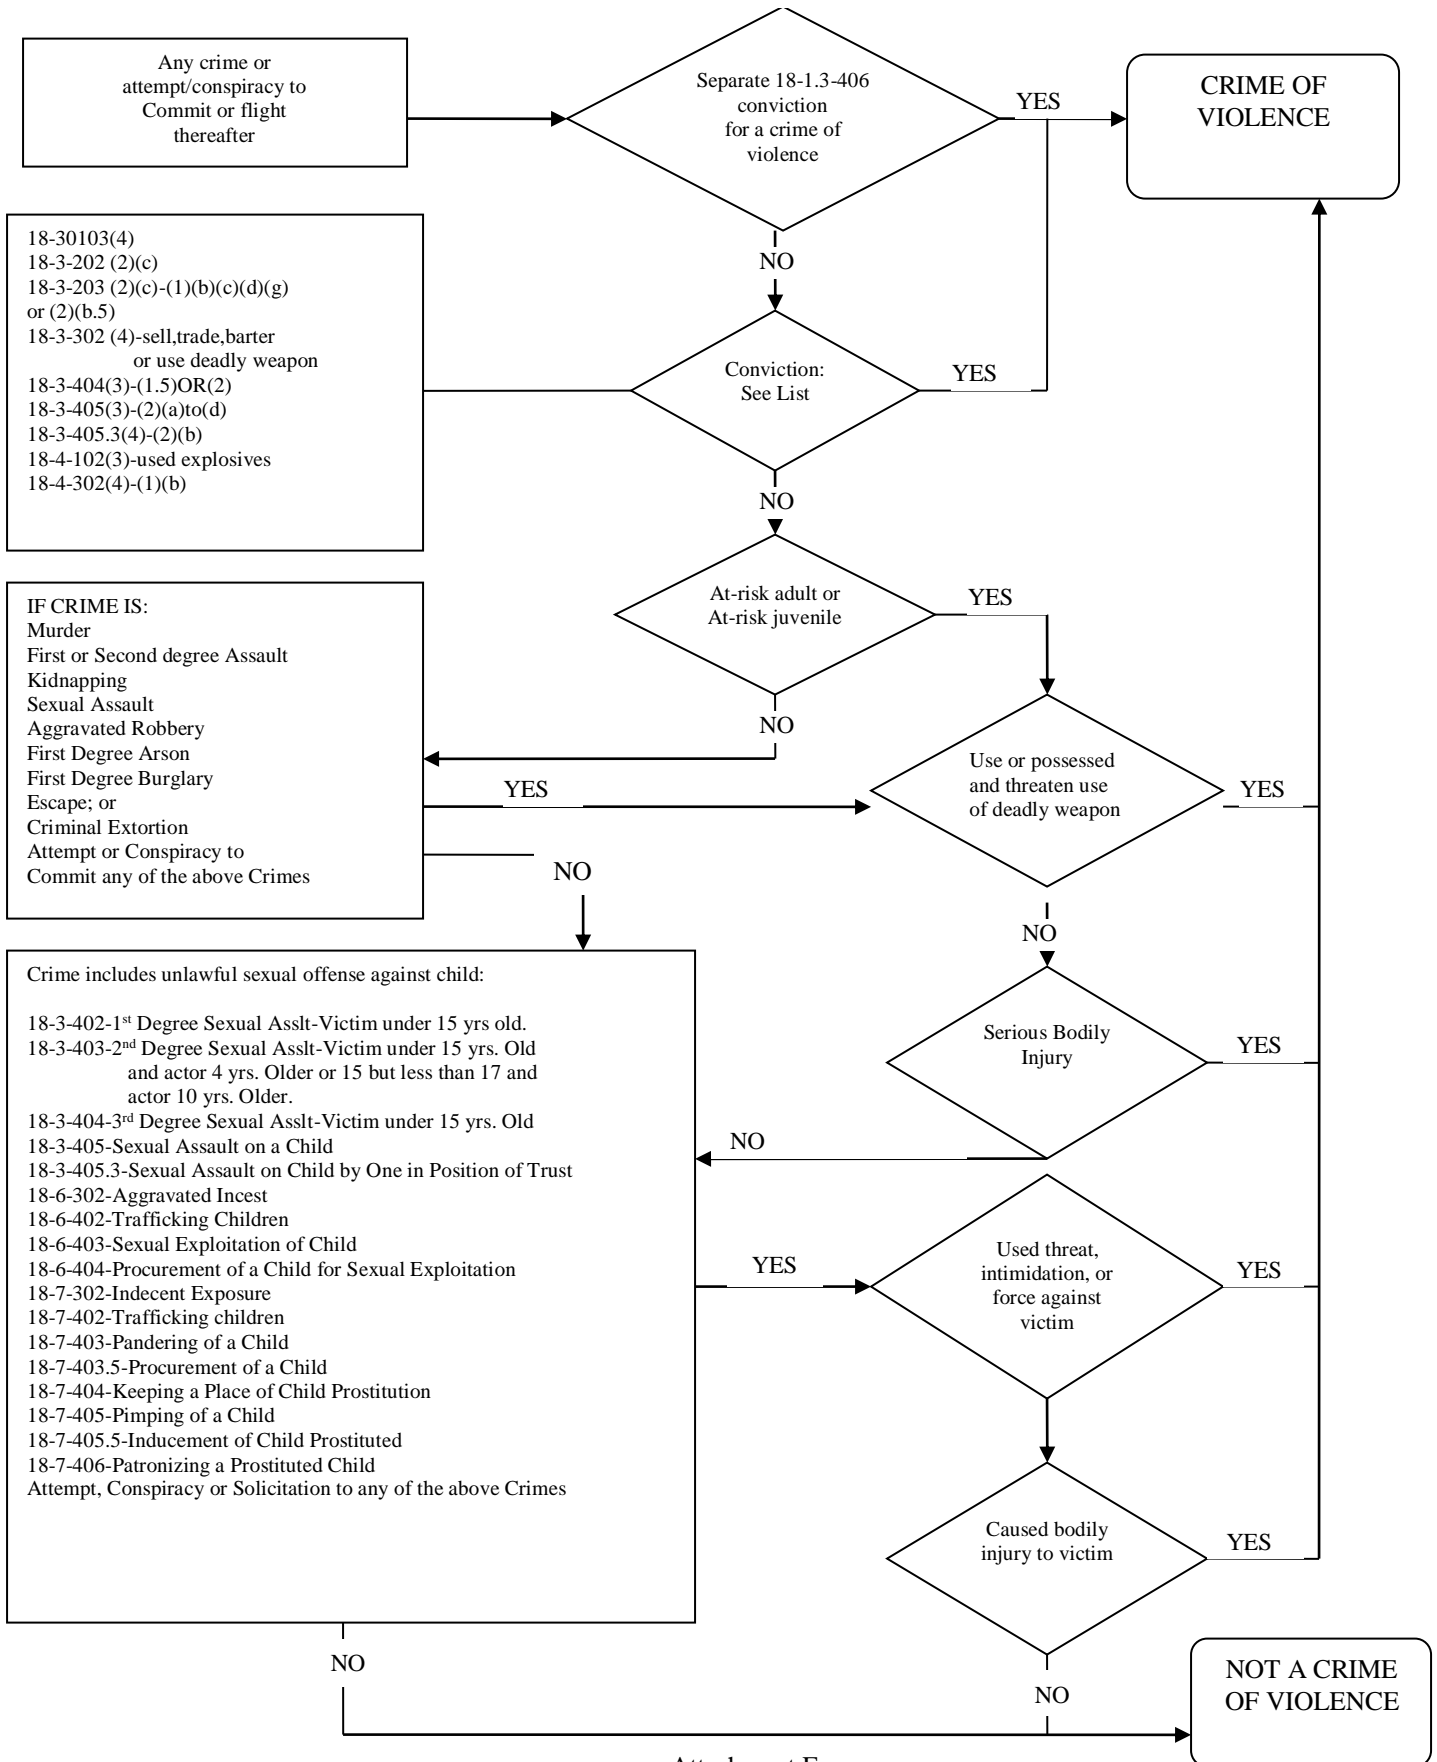 Any crime or
attempt/conspiracy to
Commit or flight
thereafter
Separate 18-1.3-406
conviction
for a crime of
violence
YES
CRIME OF
VIOLENCE
NO
18-30103(4)
18-3-202 (2)(c)
18-3-203 (2)(c)-(1)(b)(c)(d)(g)
or (2)(b.5)
18-3-302 (4)-sell,trade,barter
or use deadly weapon
18-3-404(3)-(1.5)OR(2)
18-3-405(3)-(2)(a)to(d)
18-3-405.3(4)-(2)(b)
18-4-102(3)-used explosives
18-4-302(4)-(1)(b)
Conviction:
See List
YES
NO
At-risk adult or
At-risk juvenile
YES
NO
IF CRIME IS:
Murder
First or Second degree Assault
Kidnapping
Sexual Assault
Aggravated Robbery
First Degree Arson
First Degree Burglary
Escape; or
Criminal Extortion
Attempt or Conspiracy to
Commit any of the above Crimes
YES
NO
Use or possessed
and threaten use
of deadly weapon
YES
NO
Serious Bodily
Injury
YES
NO
Crime includes unlawful sexual offense against child:
18-3-402-1st Degree Sexual Asslt-Victim under 15 yrs old.
18-3-403-2nd Degree Sexual Asslt-Victim under 15 yrs. Old
and actor 4 yrs. Older or 15 but less than 17 and
actor 10 yrs. Older.
18-3-404-3rd Degree Sexual Asslt-Victim under 15 yrs. Old
18-3-405-Sexual Assault on a Child
18-3-405.3-Sexual Assault on Child by One in Position of Trust
18-6-302-Aggravated Incest
18-6-402-Trafficking Children
18-6-403-Sexual Exploitation of Child
18-6-404-Procurement of a Child for Sexual Exploitation
18-7-302-Indecent Exposure
18-7-402-Trafficking children
18-7-403-Pandering of a Child
18-7-403.5-Procurement of a Child
18-7-404-Keeping a Place of Child Prostitution
18-7-405-Pimping of a Child
18-7-405.5-Inducement of Child Prostituted
18-7-406-Patronizing a Prostituted Child
Attempt, Conspiracy or Solicitation to any of the above Crimes
YES
Used threat,
intimidation, or
force against
victim
YES
Caused bodily
injury to victim
YES
NO
NO
NOT A CRIME
OF VIOLENCE